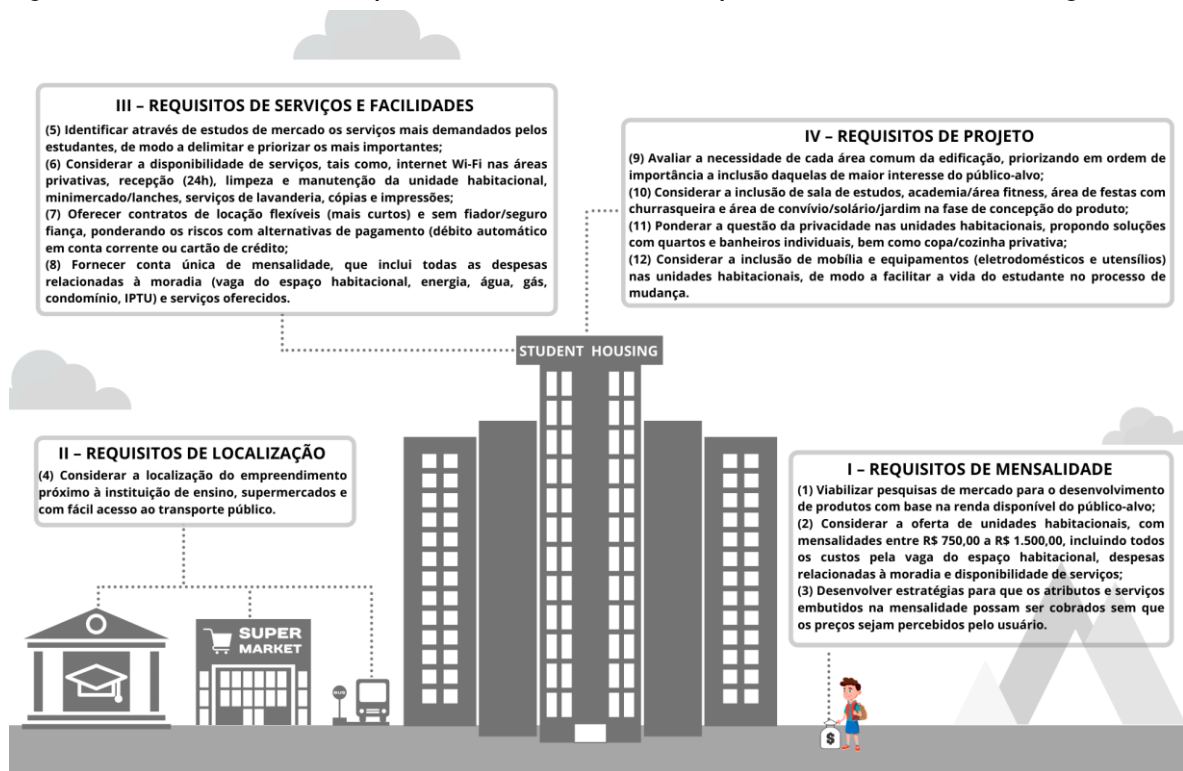 III – REQUISITOS DE SERVIÇOS E FACILIDADES
(5) Identificar através de estudos de mercado os serviços mais demandados pelos
estudantes, de modo a delimitar e priorizar os mais importantes;
(6) Considerar a disponibilidade de serviços, tais como, internet Wi-Fi nas áreas
privativas, recepção (24h), limpeza e manutenção da unidade habitacional,
minimercado/lanches, serviços de lavanderia, cópias e impressões;
(7) Oferecer contratos de locação flexíveis (mais curtos) e sem fiador/seguro
fiança, ponderando os riscos com alternativas de pagamento (débito automático
em conta corrente ou cartão de crédito;
(8) Fornecer conta única de mensalidade, que inclui todas as despesas
relacionadas à moradia (vaga do espaço habitacional, energia, água, gás,
condomínio, IPTU) e serviços oferecidos.
IV – REQUISITOS DE PROJETO
(9) Avaliar a necessidade de cada área comum da edificação, priorizando em ordem de
importância a inclusão daquelas de maior interesse do público-alvo;
(10) Considerar a inclusão de sala de estudos, academia/área fitness, área de festas com
churrasqueira e área de convívio/solário/jardim na fase de concepção do produto;
(11) Ponderar a questão da privacidade nas unidades habitacionais, propondo soluções
com quartos e banheiros individuais, bem como copa/cozinha privativa;
(12) Considerar a inclusão de mobília e equipamentos (eletrodomésticos e utensílios)
nas unidades habitacionais, de modo a facilitar a vida do estudante no processo de
mudança.
STUDENT HOUSING
II – REQUISITOS DE LOCALIZAÇÃO
(4) Considerar a localização do empreendimento
próximo à instituição de ensino, supermercados e
com fácil acesso ao transporte público.
I – REQUISITOS DE MENSALIDADE
(1) Viabilizar pesquisas de mercado para o desenvolvimento
de produtos com base na renda disponível do público-alvo;
(2) Considerar a oferta de unidades habitacionais, com
mensalidades entre R$ 750,00 a R$ 1.500,00, incluindo todos
os custos pela vaga do espaço habitacional, despesas
relacionadas à moradia e disponibilidade de serviços;
(3) Desenvolver estratégias para que os atributos e serviços
embutidos na mensalidade possam ser cobrados sem que
os preços sejam percebidos pelo usuário.
SUPER
MARKET
BUS
$